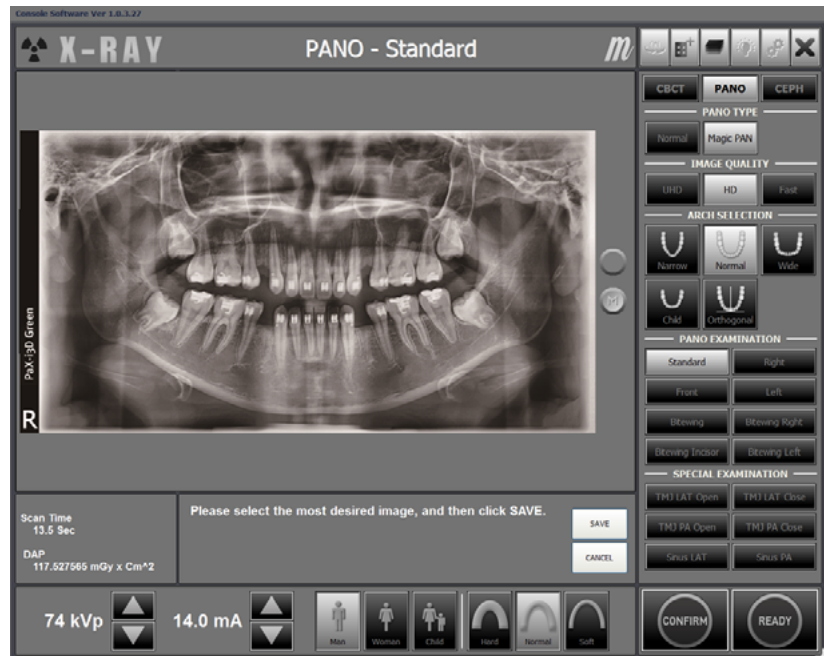 Console Software Ver 1.0.3.27
X-RAY
PANO - Standard
m
CBCT PANO CEPH
PANO TYPE
Normal Magic PAN
IMAGE QUALITY
UHD HD Fast
ARCH SELECTION
Narrow Normal Wide
Child Orthogonal
PANO EXAMINATION
Standard Right
Front Left
Bitewing Bitewing Right
Bitewing Incisor Bitewing Left
SPECIAL EXAMINATION
TMJ LAT Open TMJ LAT Close
TMJ PA Open TMJ PA Close
Sinus LAT Sinus PA
PaX-i3D Green
R
M
Scan Time
13.5 Sec
DAP
117.527565 mGy x Cm^2
Please select the most desired image, and then click SAVE.
SAVE
CANCEL
74 kVp
14.0 mA
Man Woman Child Hard Normal Soft
CONFIRM READY